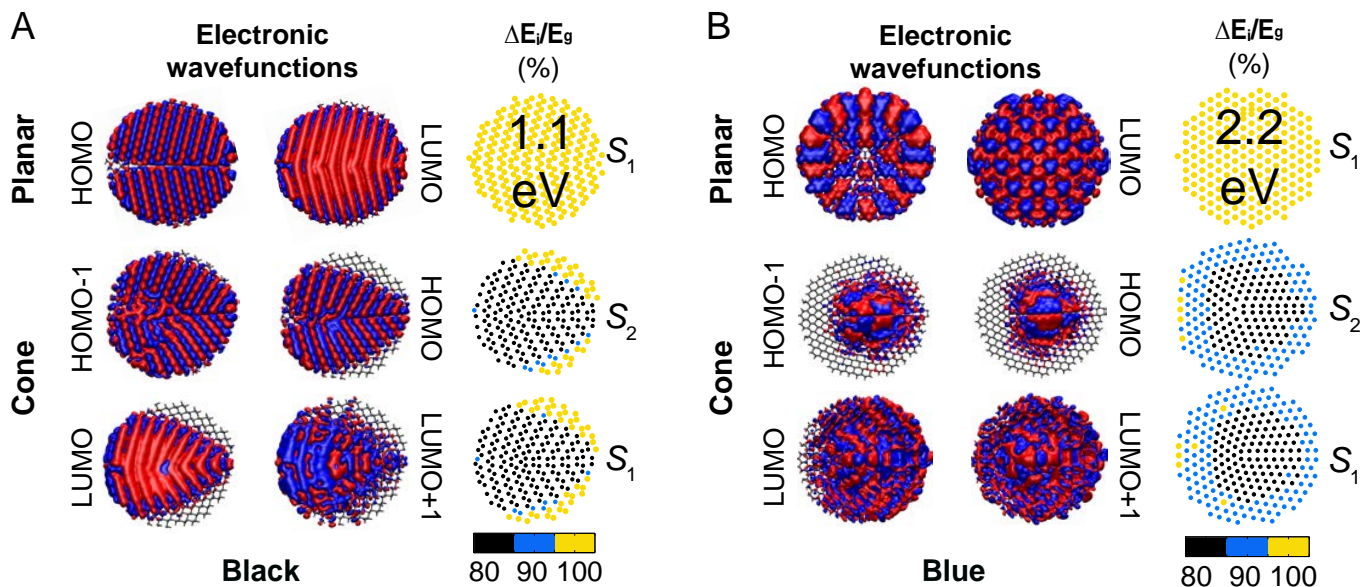 A
Electronic
wavefunctions
ΔEᵢ/Eg
(%)
Planar
HOMO
LUMO
1.1
eV
S₁
Cone
HOMO-1
HOMO
S₂
LUMO
LUMO+1
S₁
80 90 100
Black
B
Electronic
wavefunctions
ΔEᵢ/Eg
(%)
Planar
HOMO
LUMO
2.2
eV
S₁
Cone
HOMO-1
HOMO
S₂
LUMO
LUMO+1
S₁
80 90 100
Blue